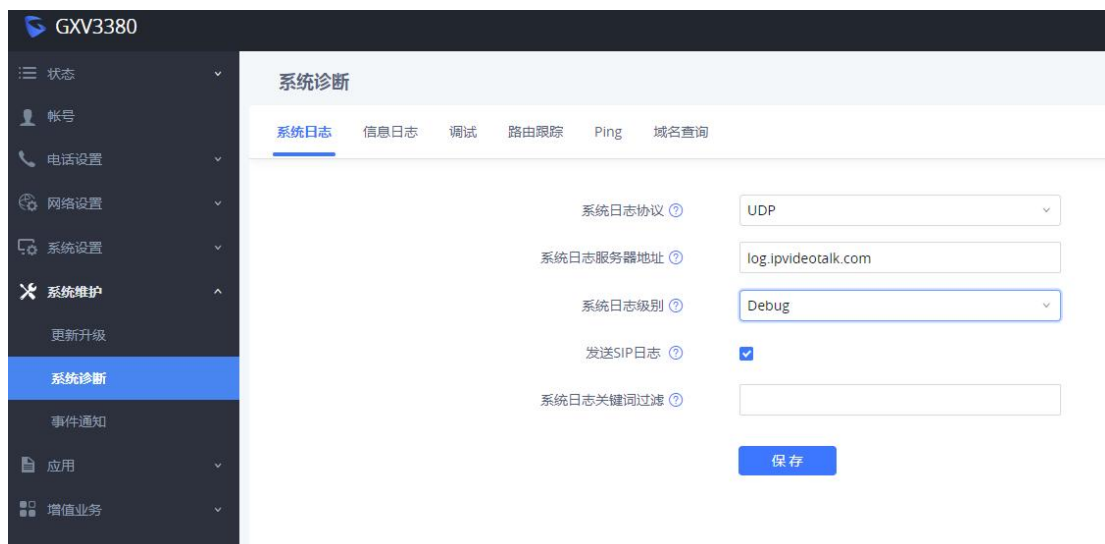 GXV3380
状态
帐号
电话设置
网络设置
系统设置
系统维护
更新升级
系统诊断
事件通知
应用
增值业务
系统诊断
系统日志 信息日志 调试 路由跟踪 Ping 域名查询
系统日志协议 UDP
系统日志服务器地址 log.ipvideotalk.com
系统日志级别 Debug
发送SIP日志
系统日志关键词过滤
保存